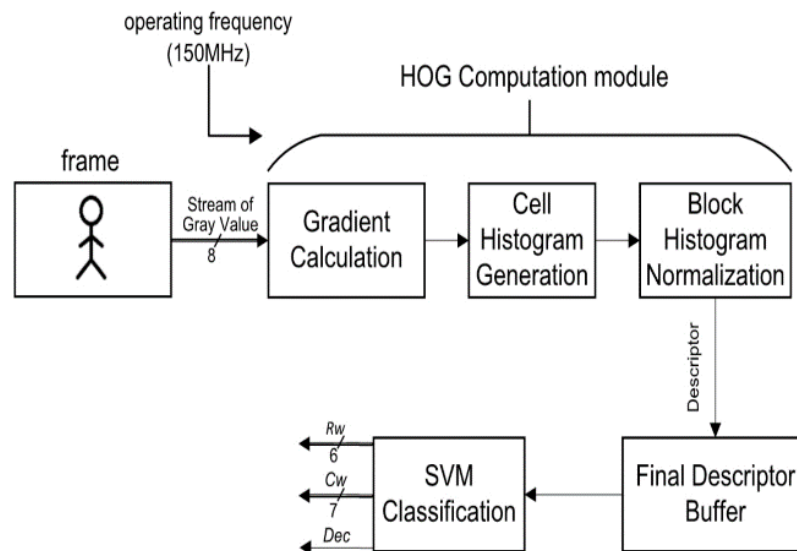 operating frequency
(150MHz)
HOG Computation module
frame
Stream of
Gray Value
8
Gradient
Calculation
Cell
Histogram
Generation
Block
Histogram
Normalization
Descriptor
Rw
6
Cw
7
Dec
SVM
Classification
Final Descriptor
Buffer